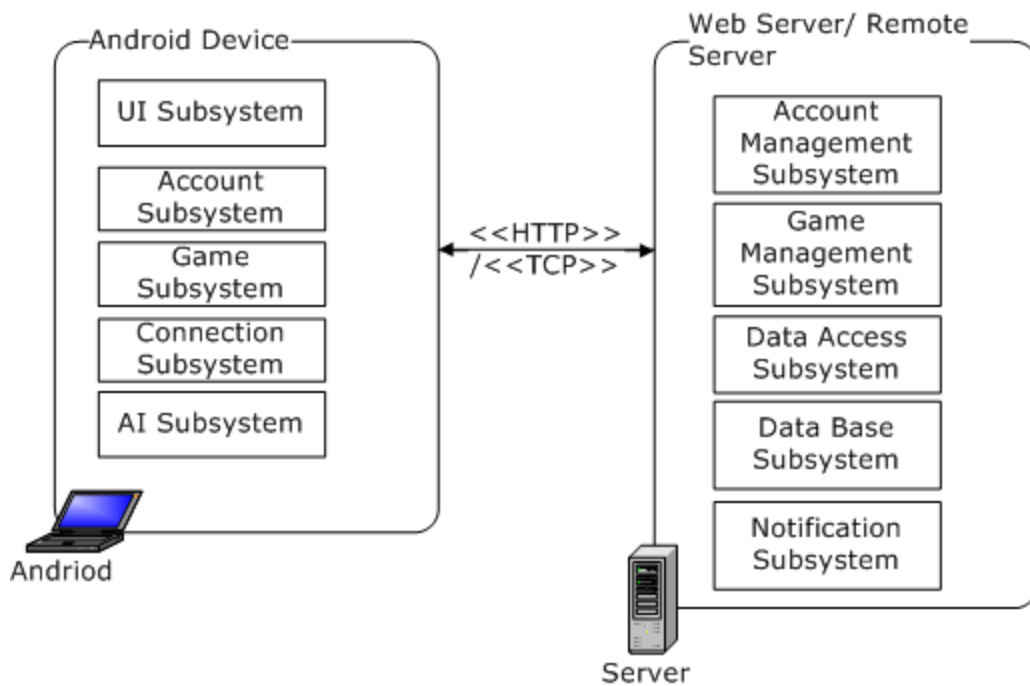 Android Device
UI Subsystem
Account
Subsystem
Game
Subsystem
Connection
Subsystem
AI Subsystem
Andriod
<<HTTP>>
/<<TCP>>
Web Server/ Remote
Server
Account
Management
Subsystem
Game
Management
Subsystem
Data Access
Subsystem
Data Base
Subsystem
Notification
Subsystem
Server